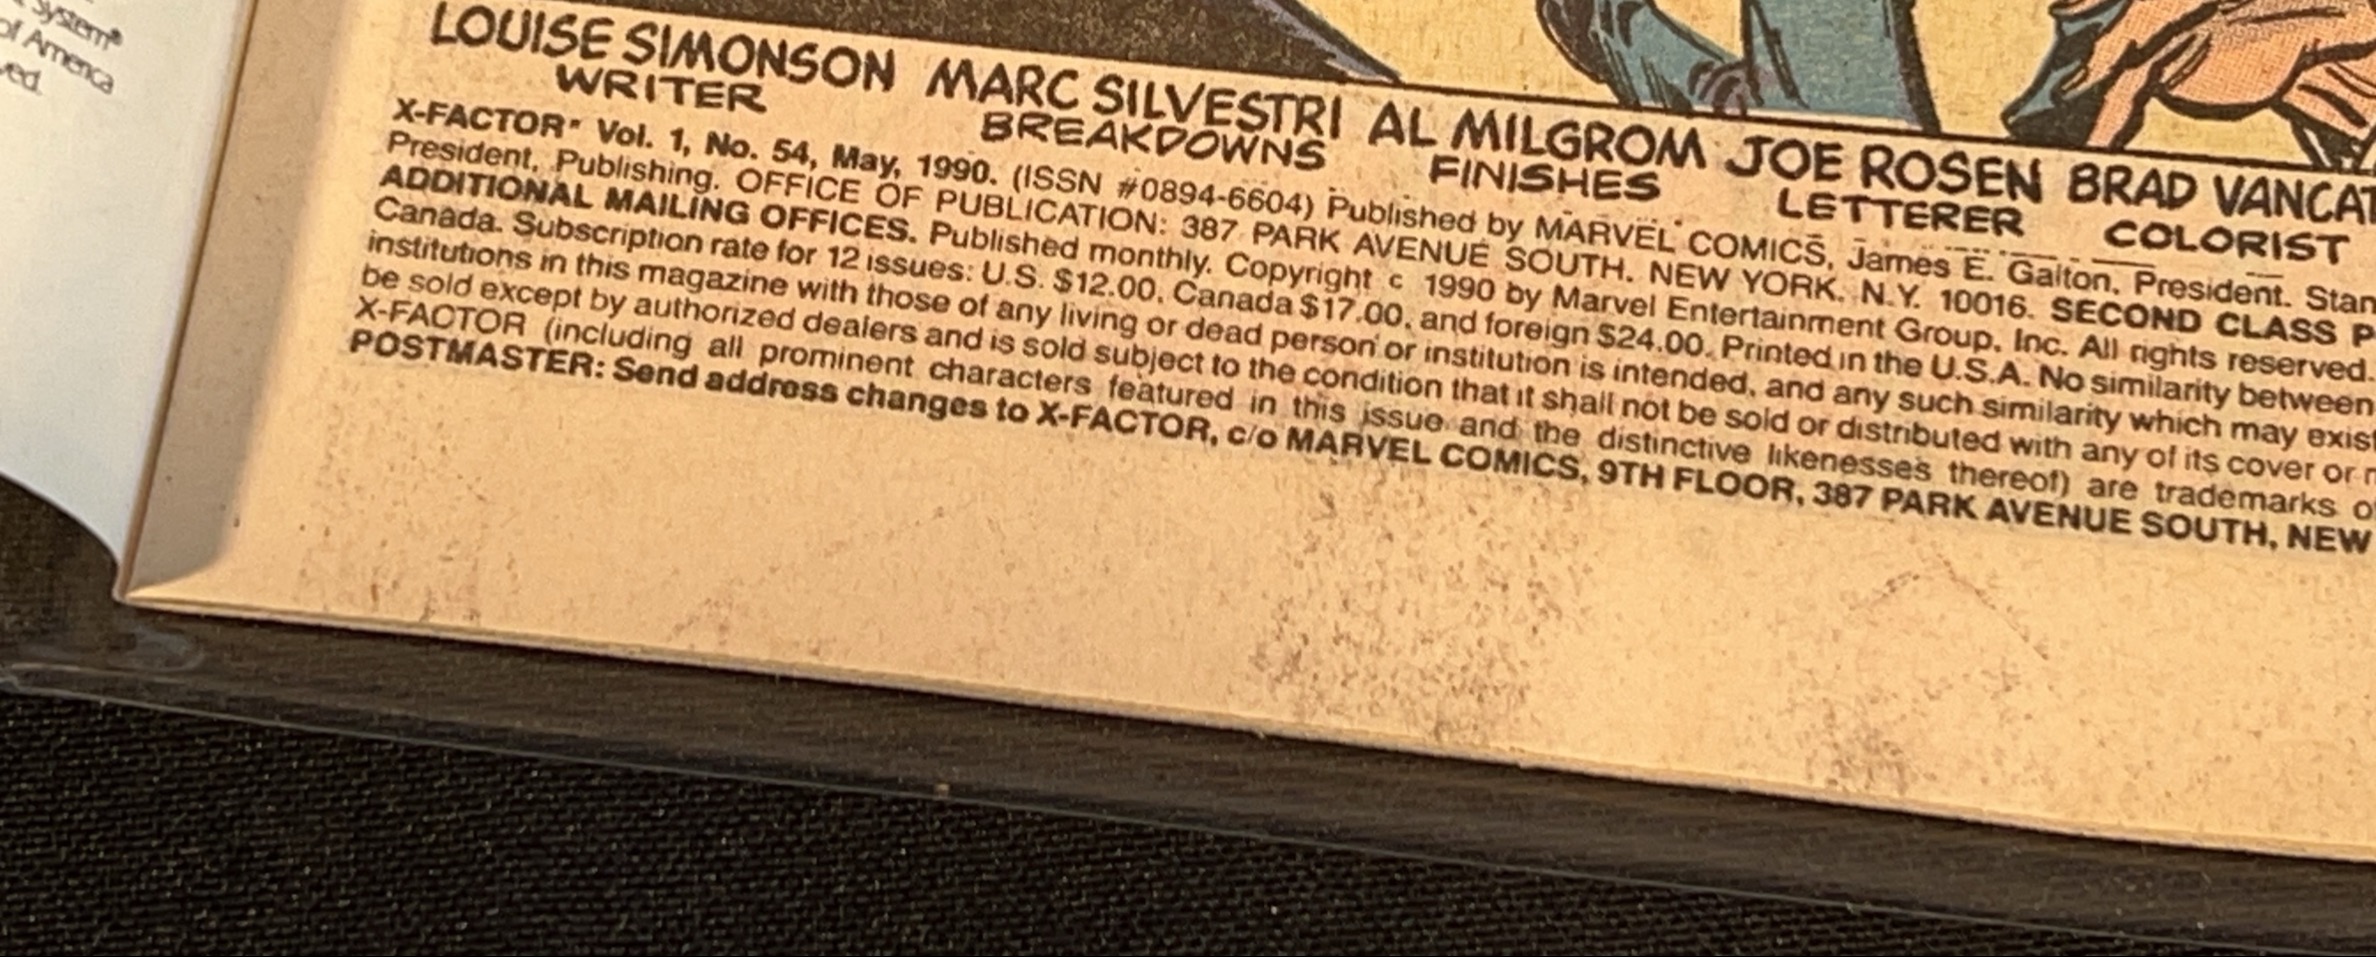 system®
of America
LOUISE SIMONSON MARC SILVESTRI AL MILGROM JOE ROSEN BRAD
WRITER BREAKDOWNS FINISHES LETTERER COLORIST
X-FACTOR Vol. 1, No. 54, May, 1990. (ISSN #0894-6604) Published by MARVEL COMICS, James E. Galton, President. Stan
President, Publishing. OFFICE OF PUBLICATION: 387 PARK AVENUE SOUTH, NEW YORK, N.Y. 10016. SECOND CLASS P
ADDITIONAL MAILING OFFICES. Published monthly. Copyright c 1990 by Marvel Entertainment Group, Inc. All rights reserved.
Canada. Subscription rate for 12 issues: U.S. $12.00, Canada $17.00, and foreign $24.00. Printed in the U.S.A. No similarity between
institutions in this magazine with those of any living or dead person or institution is intended, and any such similarity which may exist
be sold except by authorized dealers and is sold subject to the condition that it shall not be sold or distributed with any of its cover or
X-FACTOR (including all prominent characters featured in this issue and the distinctive likenesses thereof) are trademarks of
POSTMASTER: Send address changes to X-FACTOR, c/o MARVEL COMICS, 9TH FLOOR, 387 PARK AVENUE SOUTH, NEW